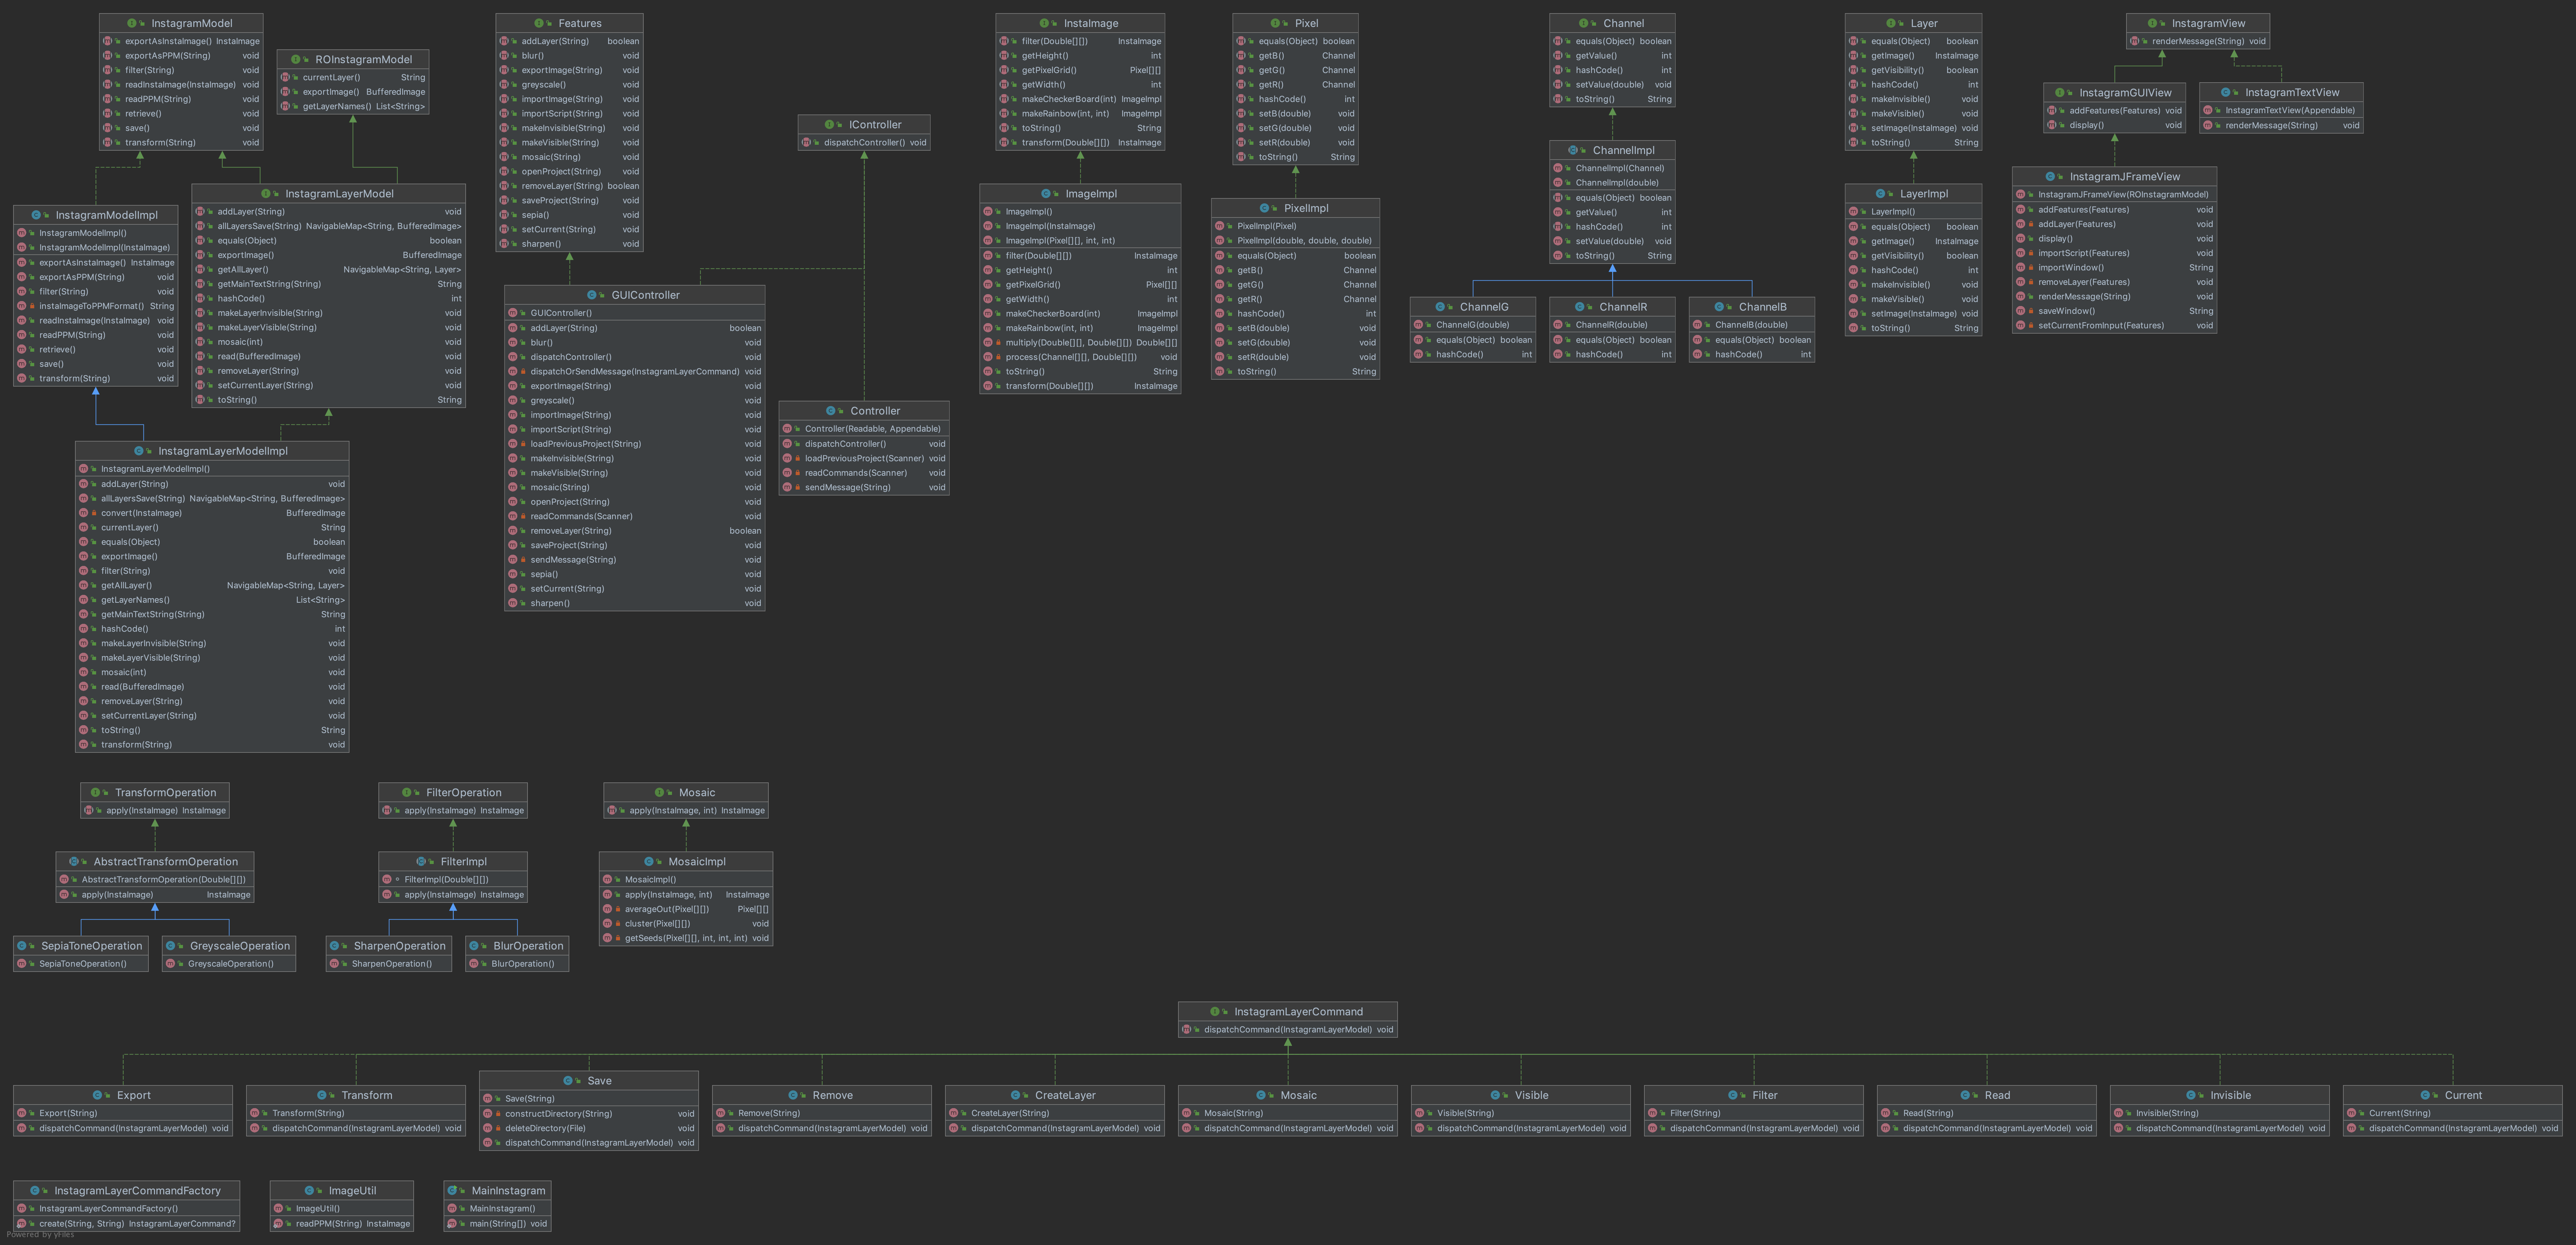 InstagramModel
exportAsInstaImage() InstaImage
exportAsPPM(String) void
filter(String) void
readInstaImage(InstaImage) void
readPPM(String) void
retrieve() void
save() void
transform(String) void
ROInstagramModel
currentLayer() String
exportImage() BufferedImage
getLayerNames() List<String>
InstagramModelImpl
InstagramModelImpl()
InstagramModelImpl(InstaImage)
exportAsInstaImage() InstaImage
exportAsPPM(String) void
filter(String) void
instaImageToPPMFormat() String
readInstaImage(InstaImage) void
readPPM(String) void
retrieve() void
save() void
transform(String) void
InstagramLayerModel
addLayer(String) void
allLayersSave(String) NavigableMap<String, BufferedImage>
equals(Object) boolean
exportImage() BufferedImage
getAllLayer() NavigableMap<String, Layer>
getMainTextString(String) String
hashCode() int
makeLayerInvisible(String) void
makeLayerVisible(String) void
mosaic(int) void
read(BufferedImage) void
removeLayer(String) void
setCurrentLayer(String) void
toString() String
InstagramLayerModelImpl
InstagramLayerModelImpl()
addLayer(String) void
allLayersSave(String) NavigableMap<String, BufferedImage>
convert(InstaImage) BufferedImage
currentLayer() String
equals(Object) boolean
exportImage() BufferedImage
filter(String) void
getAllLayer() NavigableMap<String, Layer>
getLayerNames() List<String>
getMainTextString(String) String
hashCode() int
makeLayerInvisible(String) void
makeLayerVisible(String) void
mosaic(int) void
read(BufferedImage) void
removeLayer(String) void
setCurrentLayer(String) void
toString() String
transform(String) void
Features
addLayer(String) boolean
blur() void
exportImage(String) void
greyscale() void
importImage(String) void
importScript(String) void
makeInvisible(String) void
makeVisible(String) void
mosaic(String) void
openProject(String) void
removeLayer(String) boolean
saveProject(String) void
sepia() void
setCurrent(String) void
sharpen() void
IController
dispatchController() void
GUIController
GUIController()
addLayer(String) boolean
blur() void
dispatchController() void
dispatchOrSendMessage(InstagramLayerCommand) void
exportImage(String) void
greyscale() void
importImage(String) void
importScript(String) void
loadPreviousProject(String) void
makeInvisible(String) void
makeVisible(String) void
mosaic(String) void
openProject(String) void
readCommands(Scanner) void
removeLayer(String) boolean
saveProject(String) void
sendMessage(String) void
sepia() void
setCurrent(String) void
sharpen() void
Controller
Controller(Readable, Appendable)
dispatchController() void
loadPreviousProject(Scanner) void
readCommands(Scanner) void
sendMessage(String) void
InstaImage
filter(Double[][]) InstaImage
getHeight() int
getPixelGrid() Pixel[][]
getWidth() int
makeCheckerBoard(int) ImageImpl
makeRainbow(int, int) ImageImpl
toString() String
transform(Double[][]) InstaImage
ImageImpl
ImageImpl()
ImageImpl(InstaImage)
ImageImpl(Pixel[][], int, int)
filter(Double[][]) InstaImage
getHeight() int
getPixelGrid() Pixel[][]
getWidth() int
makeCheckerBoard(int) ImageImpl
makeRainbow(int, int) ImageImpl
multiply(Double[][], Double[][]) Double[][]
process(Channel[][], Double[][]) void
toString() String
transform(Double[][]) InstaImage
Pixel
equals(Object) boolean
getB() Channel
getG() Channel
getR() Channel
hashCode() int
setB(double) void
setG(double) void
setR(double) void
toString() String
PixelImpl
PixelImpl(Pixel)
PixelImpl(double, double, double)
equals(Object) boolean
getB() Channel
getG() Channel
getR() Channel
hashCode() int
setB(double) void
setG(double) void
setR(double) void
toString() String
Channel
equals(Object) boolean
getValue() int
hashCode() int
setValue(double) void
toString() String
ChannelImpl
ChannelImpl(Channel)
ChannelImpl(double)
equals(Object) boolean
getValue() int
hashCode() int
setValue(double) void
toString() String
ChannelG
ChannelG(double)
equals(Object) boolean
hashCode() int
ChannelR
ChannelR(double)
equals(Object) boolean
hashCode() int
ChannelB
ChannelB(double)
equals(Object) boolean
hashCode() int
Layer
equals(Object) boolean
getImage() InstaImage
getVisibility() boolean
hashCode() int
makeInvisible() void
makeVisible() void
setImage(InstaImage) void
toString() String
LayerImpl
LayerImpl()
equals(Object) boolean
getImage() InstaImage
getVisibility() boolean
hashCode() int
makeInvisible() void
makeVisible() void
setImage(InstaImage) void
toString() String
InstagramView
renderMessage(String) void
InstagramGUIView
addFeatures(Features) void
display() void
InstagramTextView
InstagramTextView(Appendable)
renderMessage(String) void
InstagramJFrameView
InstagramJFrameView(ROInstagramModel)
addFeatures(Features) void
addLayer(Features) void
display() void
importScript(Features) void
importWindow() String
removeLayer(Features) void
renderMessage(String) void
saveWindow() String
setCurrentFromInput(Features) void
TransformOperation
apply(InstaImage) InstaImage
AbstractTransformOperation
AbstractTransformOperation(Double[][])
apply(InstaImage) InstaImage
SepiaToneOperation
SepiaToneOperation()
GreyscaleOperation
GreyscaleOperation()
FilterOperation
apply(InstaImage) InstaImage
FilterImpl
FilterImpl(Double[][])
apply(InstaImage) InstaImage
SharpenOperation
SharpenOperation()
BlurOperation
BlurOperation()
Mosaic
apply(InstaImage, int) InstaImage
MosaicImpl
MosaicImpl()
apply(InstaImage, int) InstaImage
averageOut(Pixel[][]) Pixel[][]
cluster(Pixel[][]) void
getSeeds(Pixel[][], int, int, int) void
InstagramLayerCommand
dispatchCommand(InstagramLayerModel) void
Export
Export(String)
dispatchCommand(InstagramLayerModel) void
Transform
Transform(String)
dispatchCommand(InstagramLayerModel) void
Save
Save(String)
constructDirectory(String) void
deleteDirectory(File) void
dispatchCommand(InstagramLayerModel) void
Remove
Remove(String)
dispatchCommand(InstagramLayerModel) void
CreateLayer
CreateLayer(String)
dispatchCommand(InstagramLayerModel) void
Mosaic
Mosaic(String)
dispatchCommand(InstagramLayerModel) void
Visible
Visible(String)
dispatchCommand(InstagramLayerModel) void
Filter
Filter(String)
dispatchCommand(InstagramLayerModel) void
Read
Read(String)
dispatchCommand(InstagramLayerModel) void
Invisible
Invisible(String)
dispatchCommand(InstagramLayerModel) void
Current
Current(String)
dispatchCommand(InstagramLayerModel) void
InstagramLayerCommandFactory
InstagramLayerCommandFactory()
create(String, String) InstagramLayerCommand?
ImageUtil
ImageUtil()
readPPM(String) InstaImage
MainInstagram
MainInstagram()
main(String[]) void
Powered by yFiles